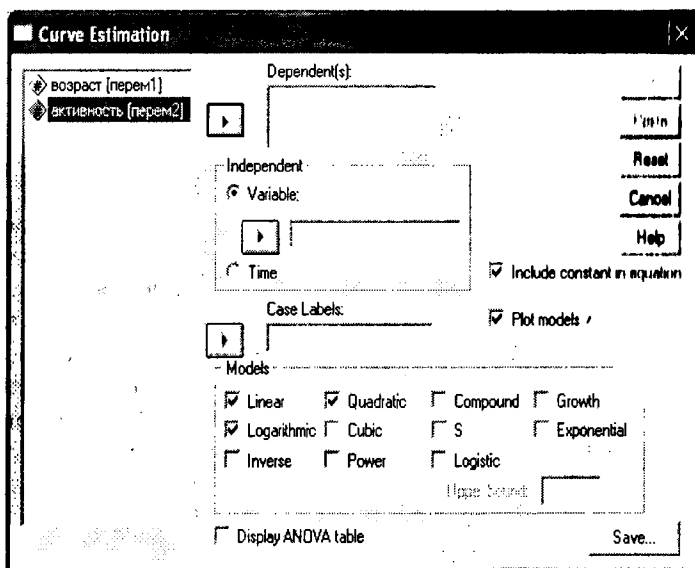 Curve Estimation
возраст [перем1]
активность [перем2]
Dependent(s):
Independent
Variable:
Time
Case Labels:
Reset
Cancel
Help
Include constant in equation
Plot models
Models
Linear Quadratic Compound Growth
Logarithmic Cubic S Exponential
Inverse Power Logistic
Display ANOVA table
Save...